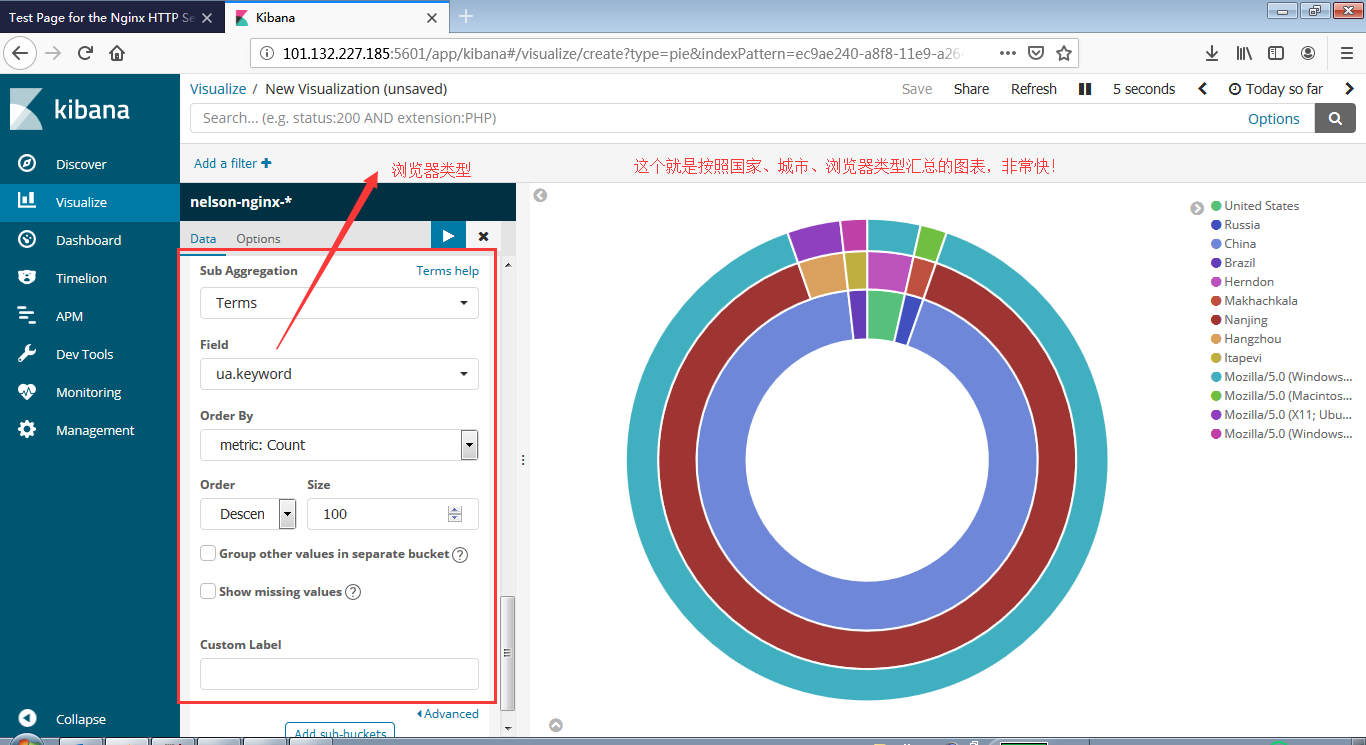 Test Page for the Nginx HTTP Se
Kibana
101.132.227.185:5601/app/kibana#/visualize/create?type=pie&indexPattern=ec9ae240-a8f8-11e9-a26
kibana
Discover
Visualize
Dashboard
Timelion
APM
Dev Tools
Monitoring
Management
Collapse
Visualize / New Visualization (unsaved)
Save Share Refresh 5 seconds Today so far
Search... (e.g. status:200 AND extension:PHP)
Options
Add a filter
浏览器类型
这个就是按照国家、城市、浏览器类型汇总的图表，非常快！
nelson-nginx-*
Data Options
Sub Aggregation Terms help
Terms
Field
ua.keyword
Order By
metric: Count
Order Size
Descen 100
Group other values in separate bucket
Show missing values
Custom Label
Advanced
Add sub-buckets
United States
Russia
China
Brazil
Herndon
Makhachkala
Nanjing
Hangzhou
Itapevi
Mozilla/5.0 (Windows...
Mozilla/5.0 (Macintos...
Mozilla/5.0 (X11; Ubu...
Mozilla/5.0 (Windows...